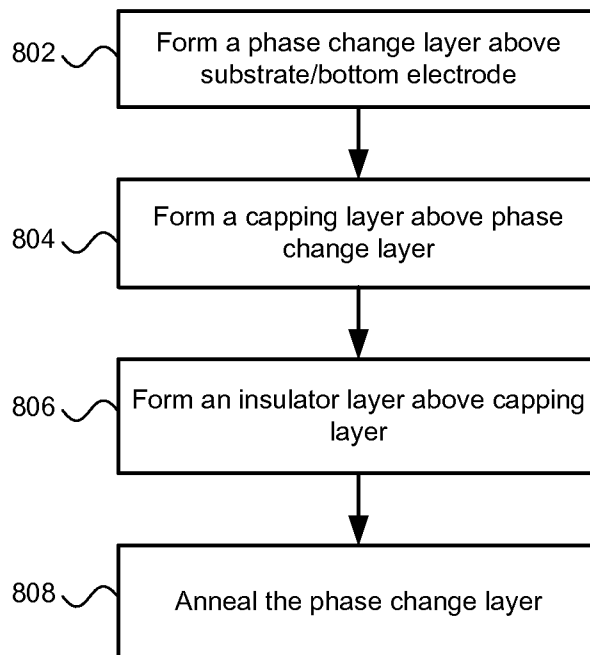 802
Form a phase change layer above
substrate/bottom electrode
804
Form a capping layer above phase
change layer
806
Form an insulator layer above capping
layer
808
Anneal the phase change layer